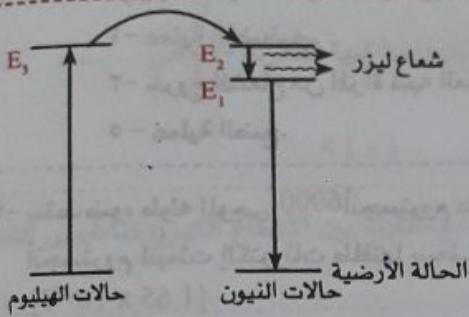 E₃
E₂
شعاع ليزر
E₁
الحالة الأرضية
حالات النيون
حالات الهيليوم